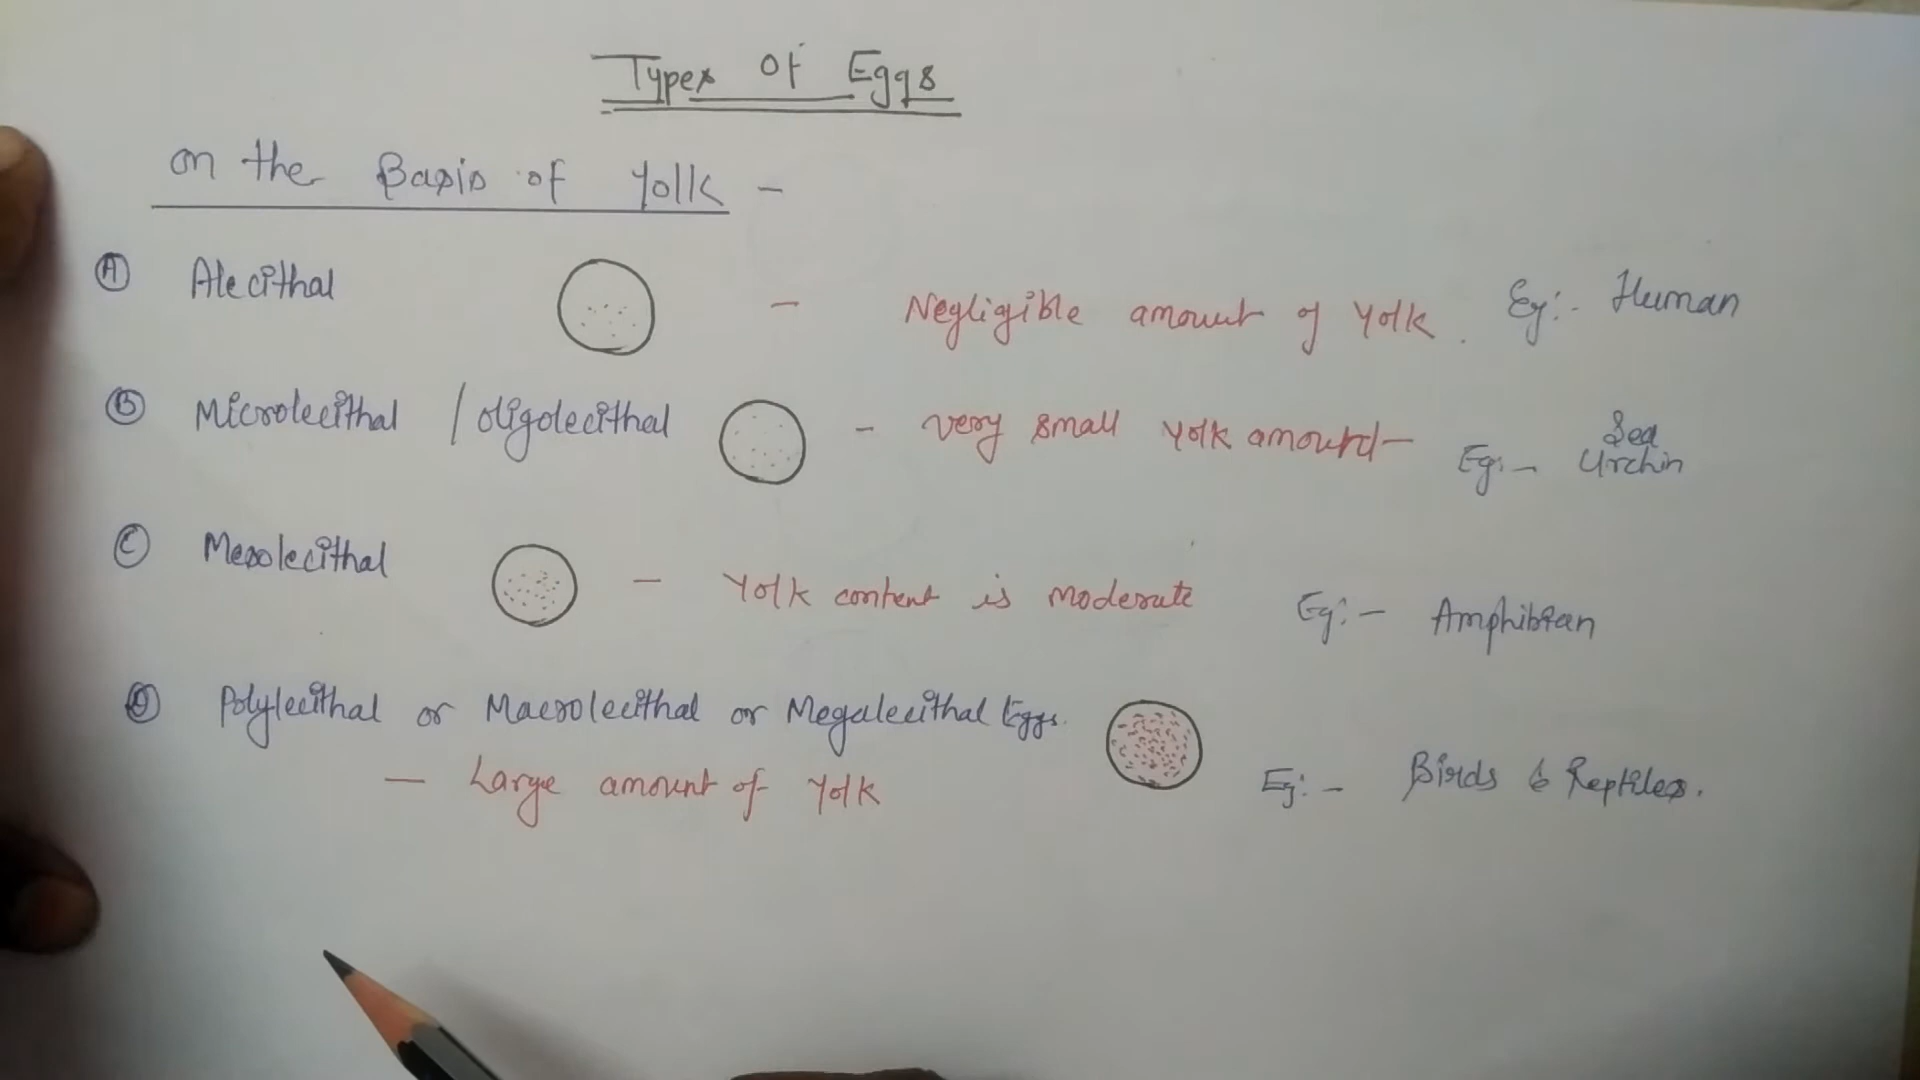 Types of Eggs
on the Basis of Yolk -
(A) Alecithal - Negligible amount of Yolk. Eg:- Human
(B) Microlecithal / oligolecithal - very small yolk amount Eg:- Sea Urchin
(C) Mesolecithal - Yolk content is moderate Eg:- Amphibian
(D) Polylecithal or Macrolecithal or Megalecithal Eggs.
- Large amount of Yolk Eg:- Birds & Reptiles.